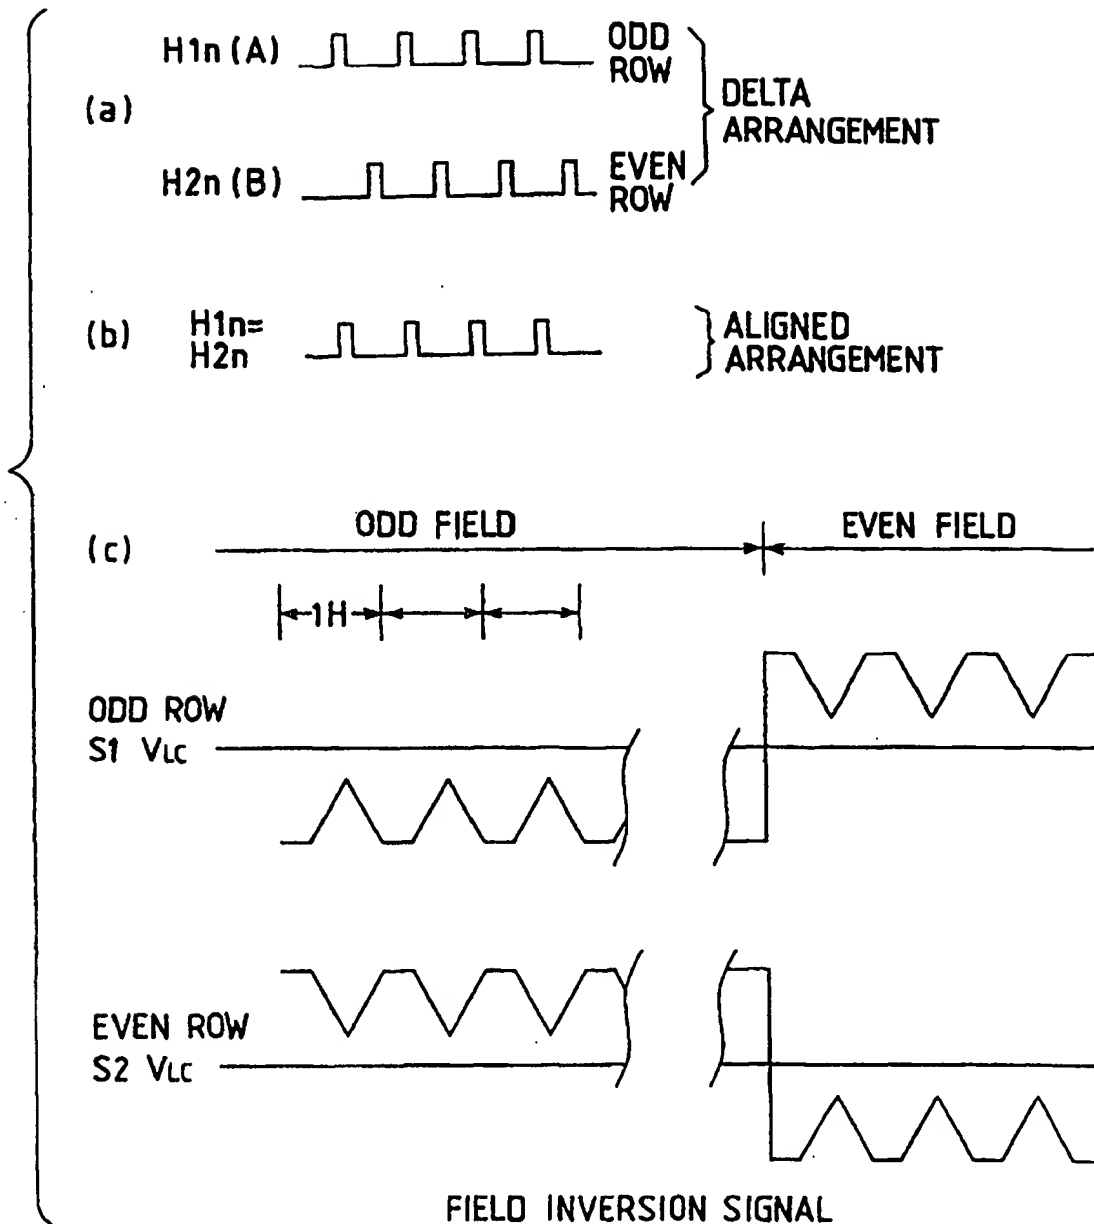 (a)
H1n (A)
ODD
ROW
H2n (B)
EVEN
ROW
DELTA
ARRANGEMENT
(b)
H1n=
H2n
ALIGNED
ARRANGEMENT
(c)
ODD FIELD
EVEN FIELD
1H
ODD ROW
S1 VLC
EVEN ROW
S2 VLC
FIELD INVERSION SIGNAL